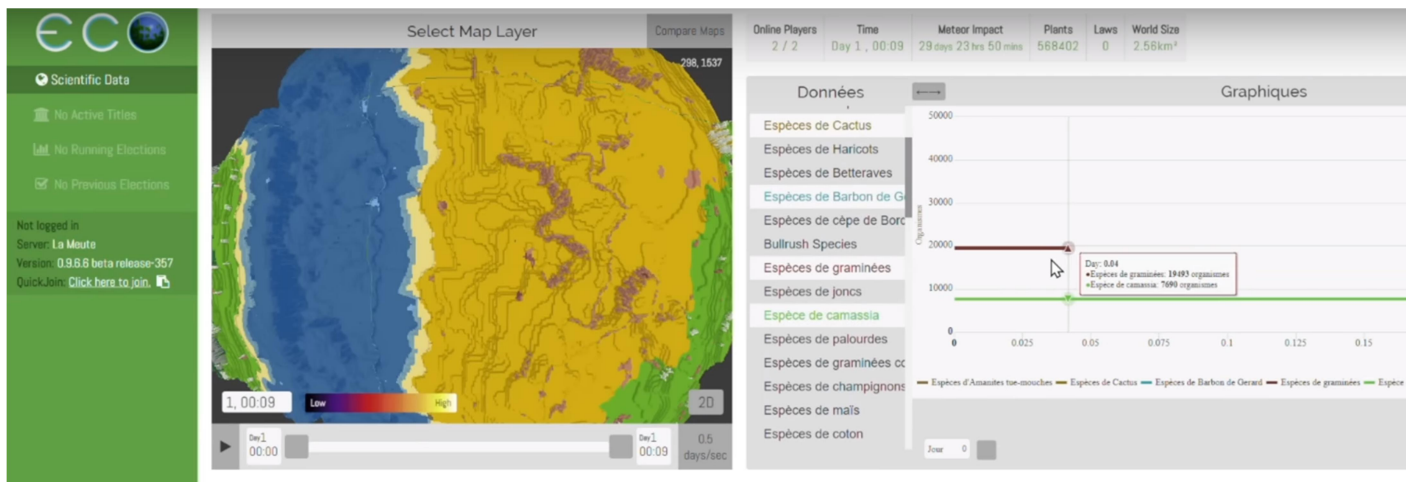 ECO
Scientific Data
No Active Titles
No Running Elections
No Previous Elections
Not logged in
Server: La Meute
Version: 0.9.6.6 beta release-357
QuickJoin: Click here to join.
Select Map Layer
Compare Maps
298, 1537
1, 00:09
Low
High
2D
Day 1
00:00
Day 1
00:09
0.5
days/sec
Online Players
2 / 2
Time
Day 1 , 00:09
Meteor Impact
29 days 23 hrs 50 mins
Plants
568402
Laws
0
World Size
2.56km²
Données
Espèces de Cactus
Espèces de Haricots
Espèces de Betteraves
Espèces de Barbon de Ge
Espèces de cèpe de Bord
Bullrush Species
Espèces de graminées
Espèces de joncs
Espèce de camassia
Espèces de palourdes
Espèces de graminées co
Espèces de champignons
Espèces de maïs
Espèces de coton
Graphiques
50000
40000
30000
20000
10000
0
Organismes
Day: 0.04
Espèces de graminées: 19493 organismes
Espèce de camassia: 7690 organismes
0 0.025 0.05 0.075 0.1 0.125 0.15
Espèces d'Amanites tue-mouches Espèces de Cactus Espèces de Barbon de Gerard Espèces de graminées Espèce
Jour 0